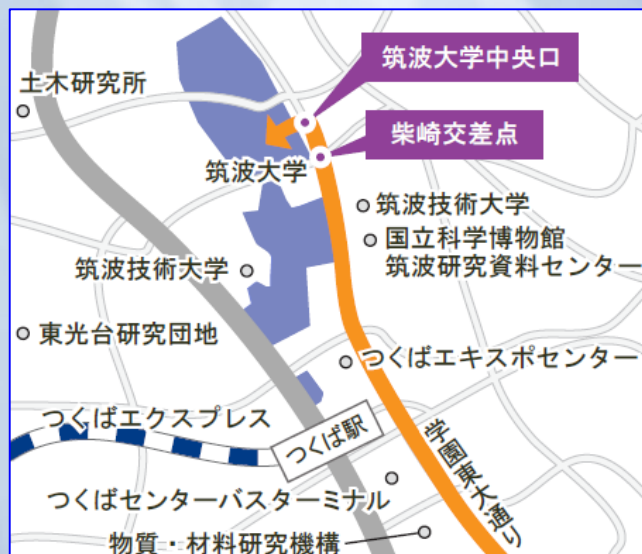 筑波大学中央口
土木研究所
柴崎交差点
筑波大学
筑波技術大学
国立科学博物館
筑波研究資料センター
筑波技術大学
東光台研究団地
つくばエキスポセンター
つくばエクスプレス
つくば駅
学園東大通り
つくばセンターバスターミナル
物質・材料研究機構